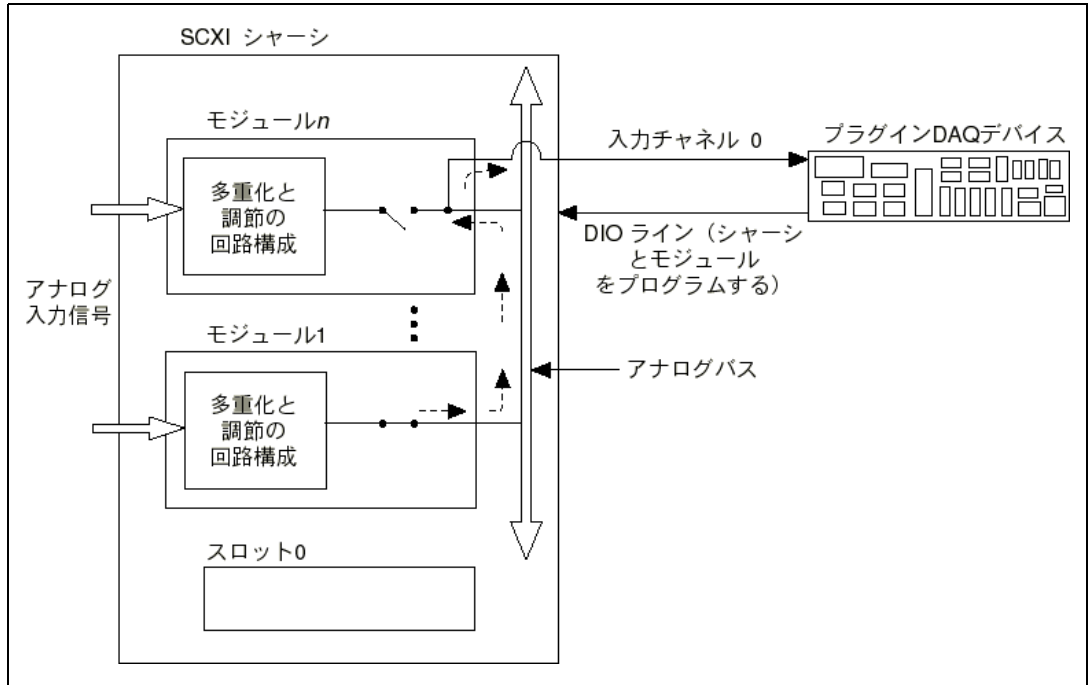 SCXI シャーシ
モジュールn
多重化と
調節の
回路構成
入力チャネル 0
プラグインDAQデバイス
DIO ライン（シャーシ
とモジュール
をプログラムする）
アナログ
入力信号
モジュール1
多重化と
調節の
回路構成
アナログバス
スロット0